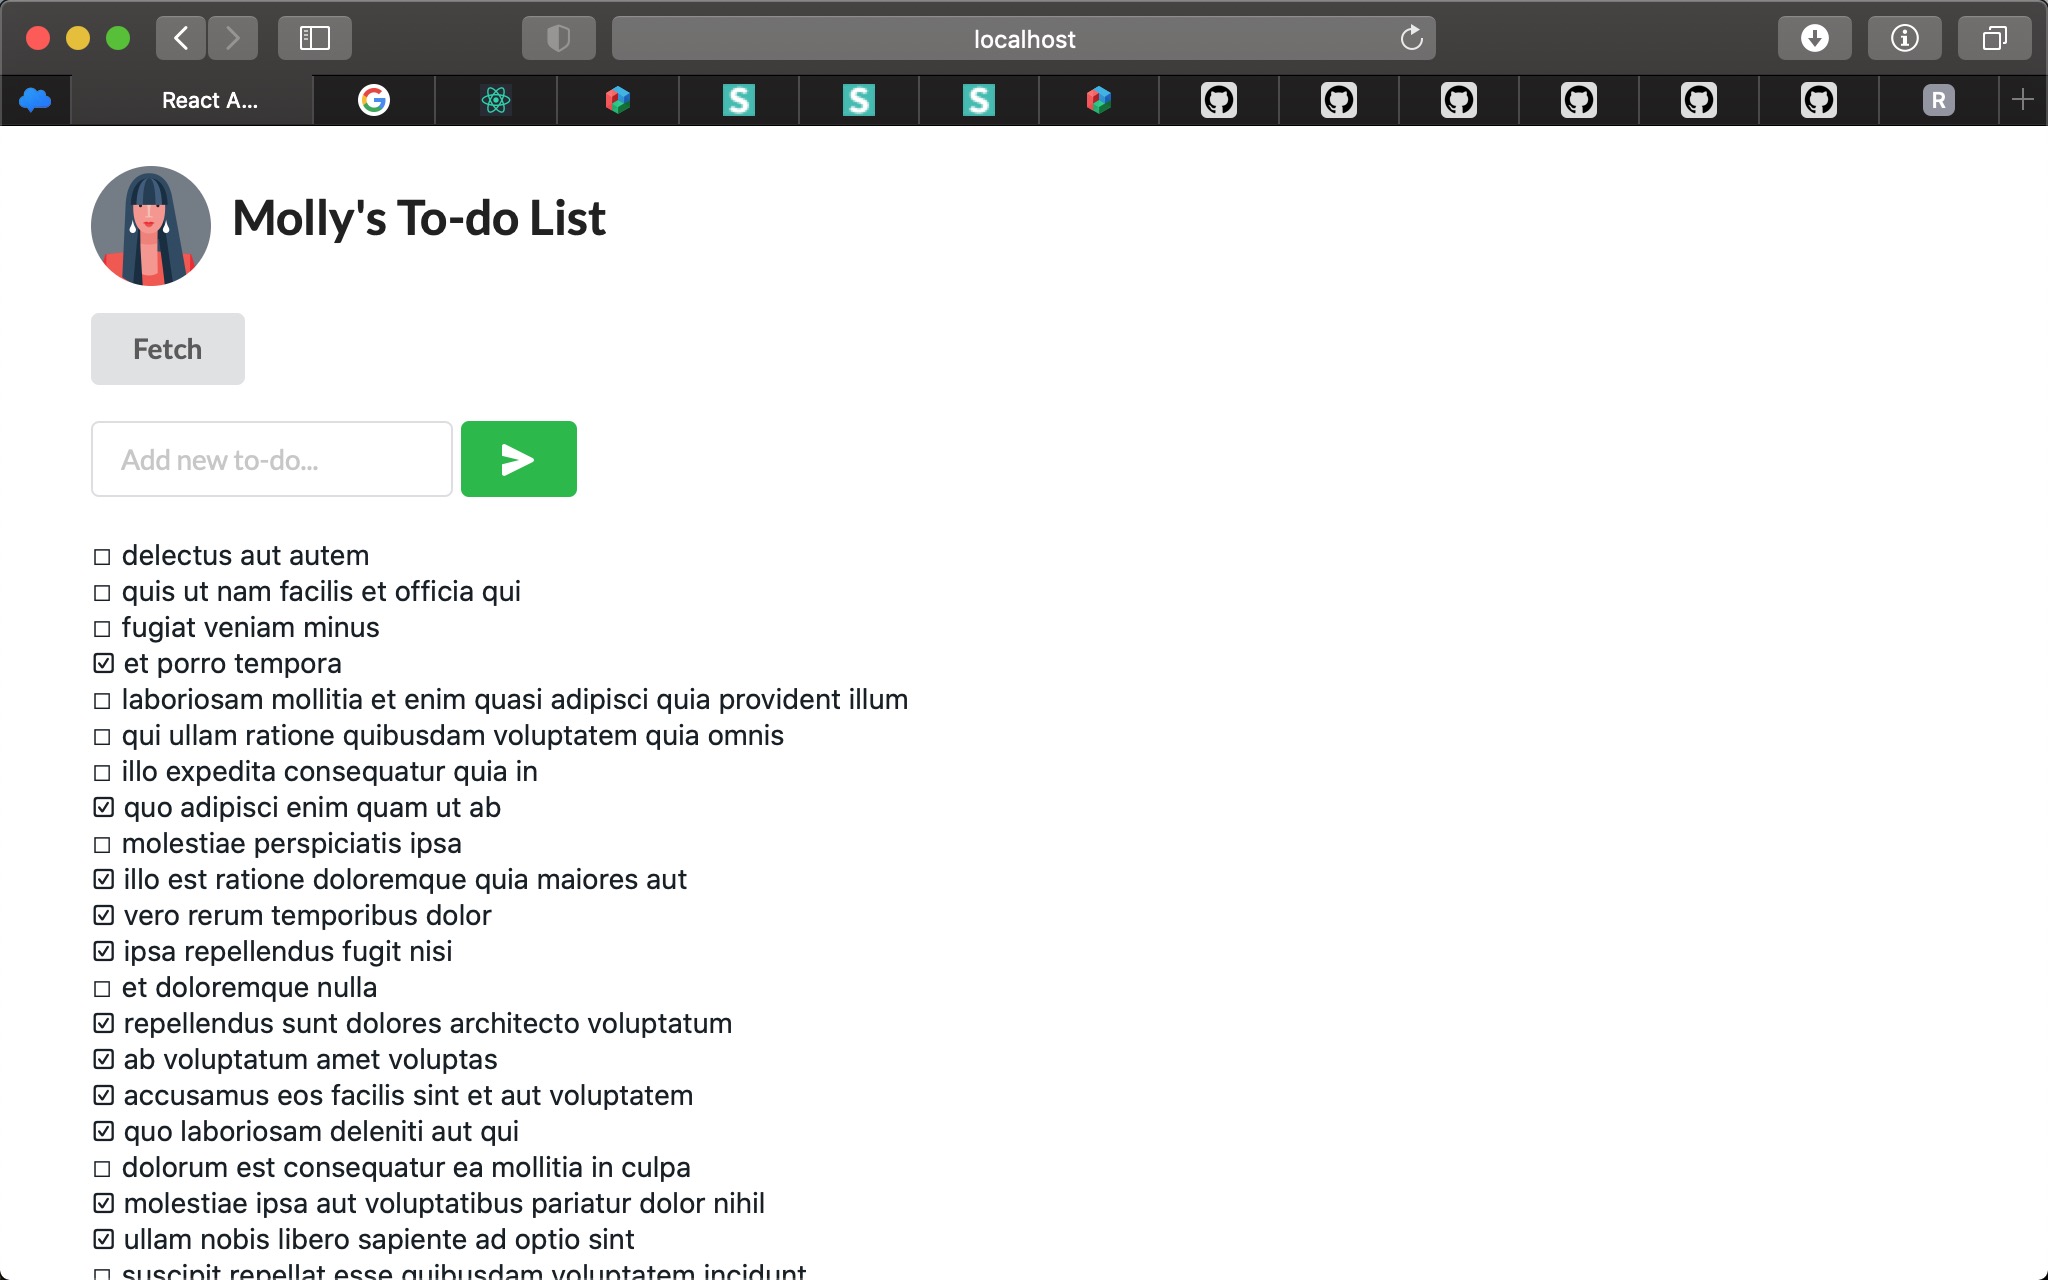 localhost
React A...
S
S
S
R
Molly's To-do List
Fetch
Add new to-do...
☐ delectus aut autem
☐ quis ut nam facilis et officia qui
☐ fugiat veniam minus
☑ et porro tempora
☐ laboriosam mollitia et enim quasi adipisci quia provident illum
☐ qui ullam ratione quibusdam voluptatem quia omnis
☐ illo expedita consequatur quia in
☑ quo adipisci enim quam ut ab
☐ molestiae perspiciatis ipsa
☑ illo est ratione doloremque quia maiores aut
☑ vero rerum temporibus dolor
☑ ipsa repellendus fugit nisi
☐ et doloremque nulla
☑ repellendus sunt dolores architecto voluptatum
☑ ab voluptatum amet voluptas
☑ accusamus eos facilis sint et aut voluptatem
☑ quo laboriosam deleniti aut qui
☐ dolorum est consequatur ea mollitia in culpa
☑ molestiae ipsa aut voluptatibus pariatur dolor nihil
☑ ullam nobis libero sapiente ad optio sint
☐ suscipit repellat esse quibusdam voluptatem incidunt